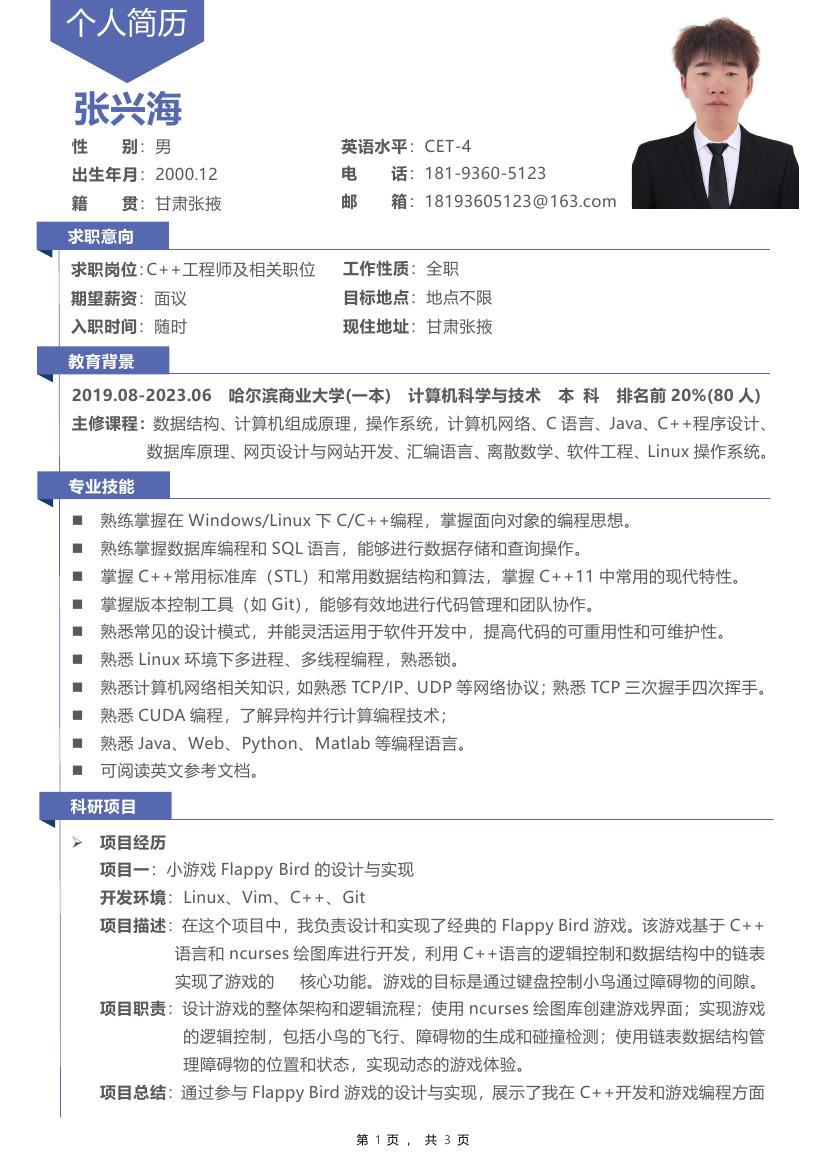 个人简历
张兴海
性 别：男 英语水平：CET-4
出生年月：2000.12 电 话：181-9360-5123
籍 贯：甘肃张掖 邮 箱：18193605123@163.com
求职意向
求职岗位：C++工程师及相关职位 工作性质：全职
期望薪资：面议 目标地点：地点不限
入职时间：随时 现住地址：甘肃张掖
教育背景
2019.08-2023.06 哈尔滨商业大学(一本) 计算机科学与技术 本 科 排名前 20%(80 人)
主修课程：数据结构、计算机组成原理，操作系统，计算机网络、C 语言、Java、C++程序设计、
数据库原理、网页设计与网站开发、汇编语言、离散数学、软件工程、Linux 操作系统。
专业技能
■ 熟练掌握在 Windows/Linux 下 C/C++编程，掌握面向对象的编程思想。
■ 熟练掌握数据库编程和 SQL 语言，能够进行数据存储和查询操作。
■ 掌握 C++常用标准库（STL）和常用数据结构和算法，掌握 C++11 中常用的现代特性。
■ 掌握版本控制工具（如 Git），能够有效地进行代码管理和团队协作。
■ 熟悉常见的设计模式，并能灵活运用于软件开发中，提高代码的可重用性和可维护性。
■ 熟悉 Linux 环境下多进程、多线程编程，熟悉锁。
■ 熟悉计算机网络相关知识，如熟悉 TCP/IP、UDP 等网络协议；熟悉 TCP 三次握手四次挥手。
■ 熟悉 CUDA 编程，了解异构并行计算编程技术；
■ 熟悉 Java、Web、Python、Matlab 等编程语言。
■ 可阅读英文参考文档。
科研项目
➢ 项目经历
项目一：小游戏 Flappy Bird 的设计与实现
开发环境：Linux、Vim、C++、Git
项目描述：在这个项目中，我负责设计和实现了经典的 Flappy Bird 游戏。该游戏基于 C++
语言和 ncurses 绘图库进行开发，利用 C++语言的逻辑控制和数据结构中的链表
实现了游戏的 核心功能。游戏的目标是通过键盘控制小鸟通过障碍物的间隙。
项目职责：设计游戏的整体架构和逻辑流程；使用 ncurses 绘图库创建游戏界面；实现游戏
的逻辑控制，包括小鸟的飞行、障碍物的生成和碰撞检测；使用链表数据结构管
理障碍物的位置和状态，实现动态的游戏体验。
项目总结：通过参与 Flappy Bird 游戏的设计与实现，展示了我在 C++开发和游戏编程方面
第 1 页 ， 共 3 页